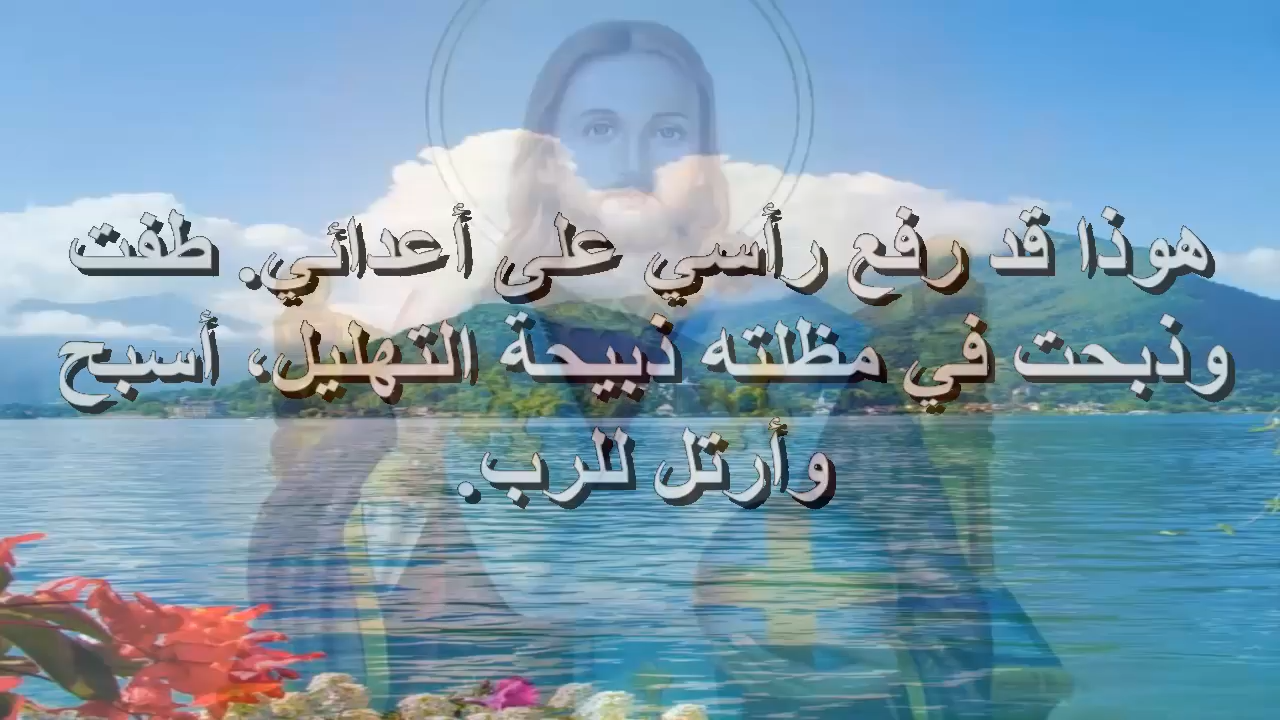 هوذا قد رفع رأسي على أعدائي. طفت
وذبحت في مظلته ذبيحة التهليل، أسبح
وأرتل للرب.